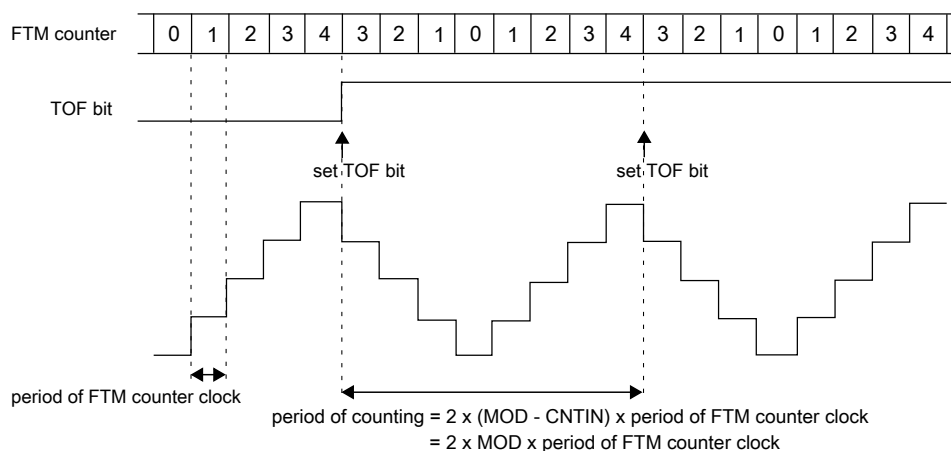 FTM counter 0 1 2 3 4 3 2 1 0 1 2 3 4 3 2 1 0 1 2 3 4
TOF bit
set TOF bit set TOF bit
period of FTM counter clock
period of counting = 2 x (MOD - CNTIN) x period of FTM counter clock
= 2 x MOD x period of FTM counter clock